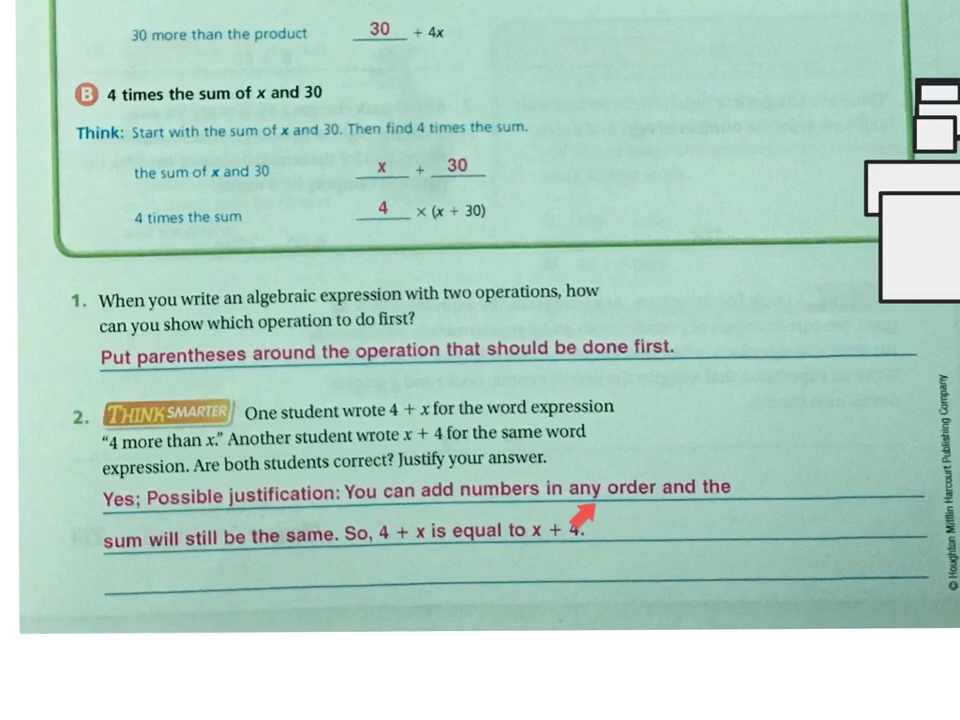 30 more than the product 30 + 4x
B 4 times the sum of x and 30
Think: Start with the sum of x and 30. Then find 4 times the sum.
the sum of x and 30 x + 30
4 times the sum 4 × (x + 30)
1. When you write an algebraic expression with two operations, how
can you show which operation to do first?
Put parentheses around the operation that should be done first.
2. THINK SMARTER One student wrote 4 + x for the word expression
“4 more than x.” Another student wrote x + 4 for the same word
expression. Are both students correct? Justify your answer.
Yes; Possible justification: You can add numbers in any order and the
sum will still be the same. So, 4 + x is equal to x + 4.
© Houghton Mifflin Harcourt Publishing Company